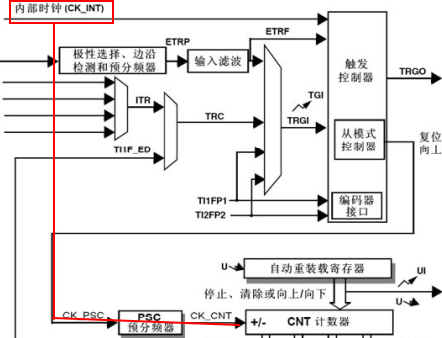 内部时钟 (CK_INT)
极性选择、边沿
检测和预分频器
ETRP
输入滤波
ETRF
触发
控制器
TRGO
TGI
ITR
TRC
TRGI
从模式
控制器
复位
向上
TI1F_ED
TI1FP1
TI2FP2
编码器
接口
U
自动重装载寄存器
UI
停止、清除或向上/向下
U
CK_PSC
PSC
预分频器
CK_CNT
+/-
CNT 计数器